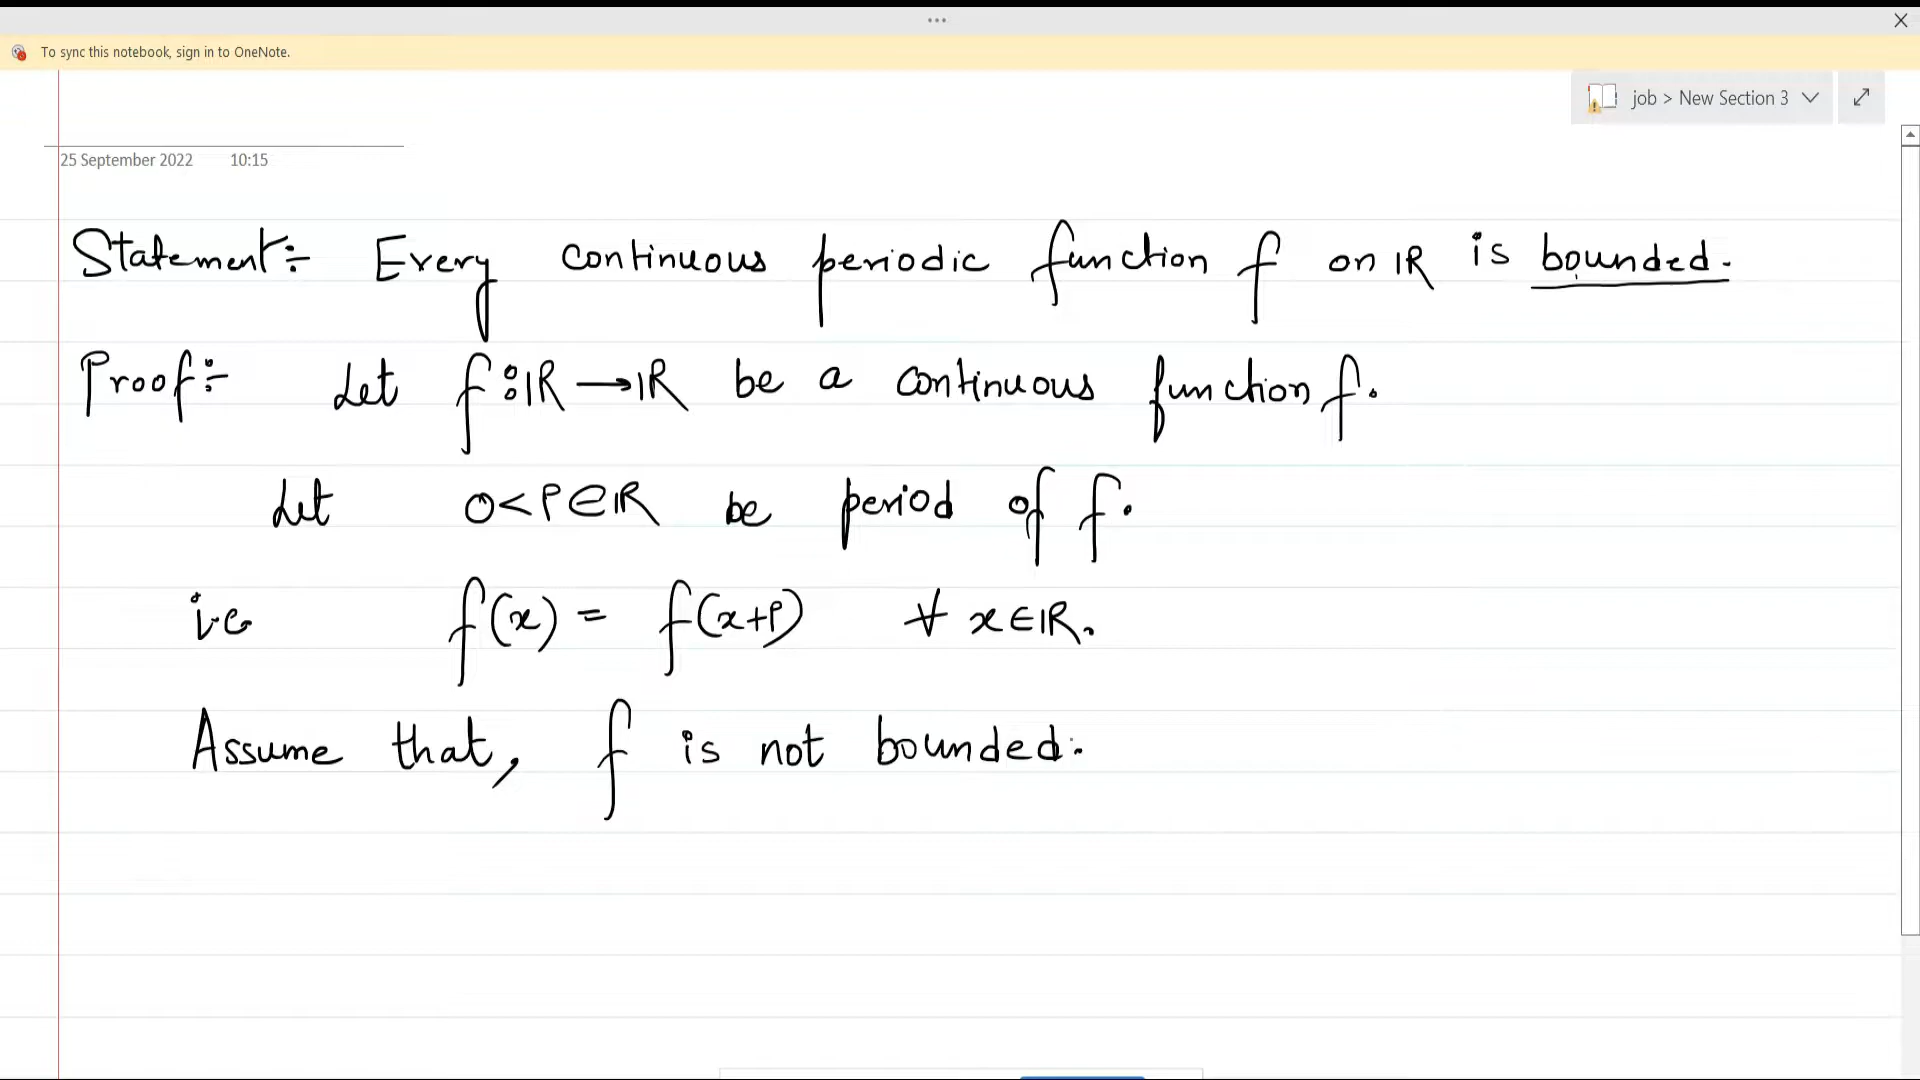 To sync this notebook, sign in to OneNote.
job > New Section 3
25 September 2022 10:15
Statement:- Every continuous periodic function f on ℝ is bounded.
Proof:- Let f:ℝ→ℝ be a continuous function f.
Let 0<P∈ℝ be period of f.
i.e f(x) = f(x+P) ∀ x∈ℝ.
Assume that, f is not bounded.